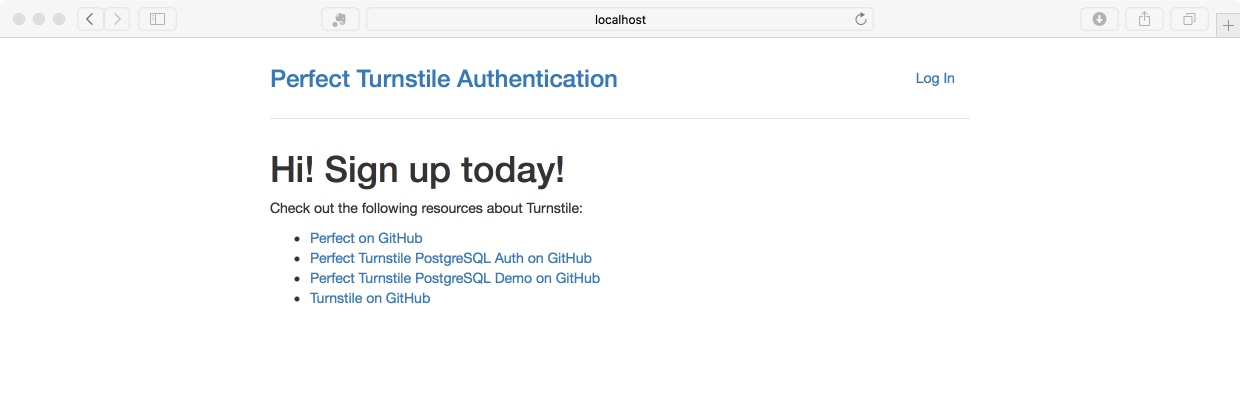 localhost
Perfect Turnstile Authentication
Log In
Hi! Sign up today!
Check out the following resources about Turnstile:
Perfect on GitHub
Perfect Turnstile PostgreSQL Auth on GitHub
Perfect Turnstile PostgreSQL Demo on GitHub
Turnstile on GitHub